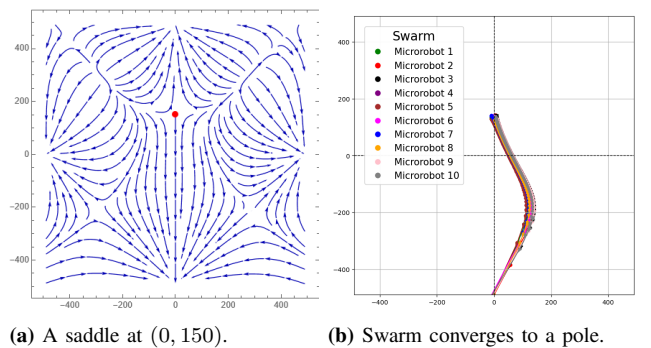 400
200
0
-200
-400
-400
-200
0
200
400
Swarm
Microrobot 1
Microrobot 2
Microrobot 3
Microrobot 4
Microrobot 5
Microrobot 6
Microrobot 7
Microrobot 8
Microrobot 9
Microrobot 10
400
200
0
−200
−400
−400
−200
0
200
400
(a) A saddle at (0, 150).
(b) Swarm converges to a pole.